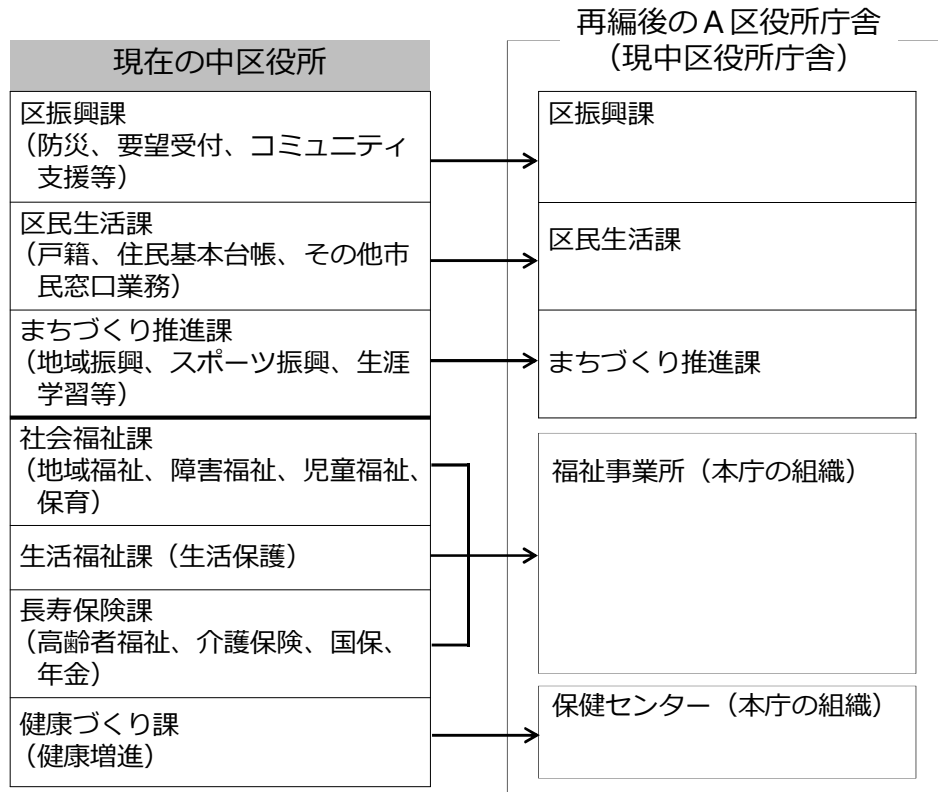 再編後のA区役所庁舎
（現中区役所庁舎）
現在の中区役所
区振興課
（防災、要望受付、コミュニティ
支援等）
区民生活課
（戸籍、住民基本台帳、その他市
民窓口業務）
まちづくり推進課
（地域振興、スポーツ振興、生涯
学習等）
社会福祉課
（地域福祉、障害福祉、児童福祉、
保育）
生活福祉課（生活保護）
長寿保険課
（高齢者福祉、介護保険、国保、
年金）
健康づくり課
（健康増進）
区振興課
区民生活課
まちづくり推進課
福祉事業所（本庁の組織）
保健センター（本庁の組織）